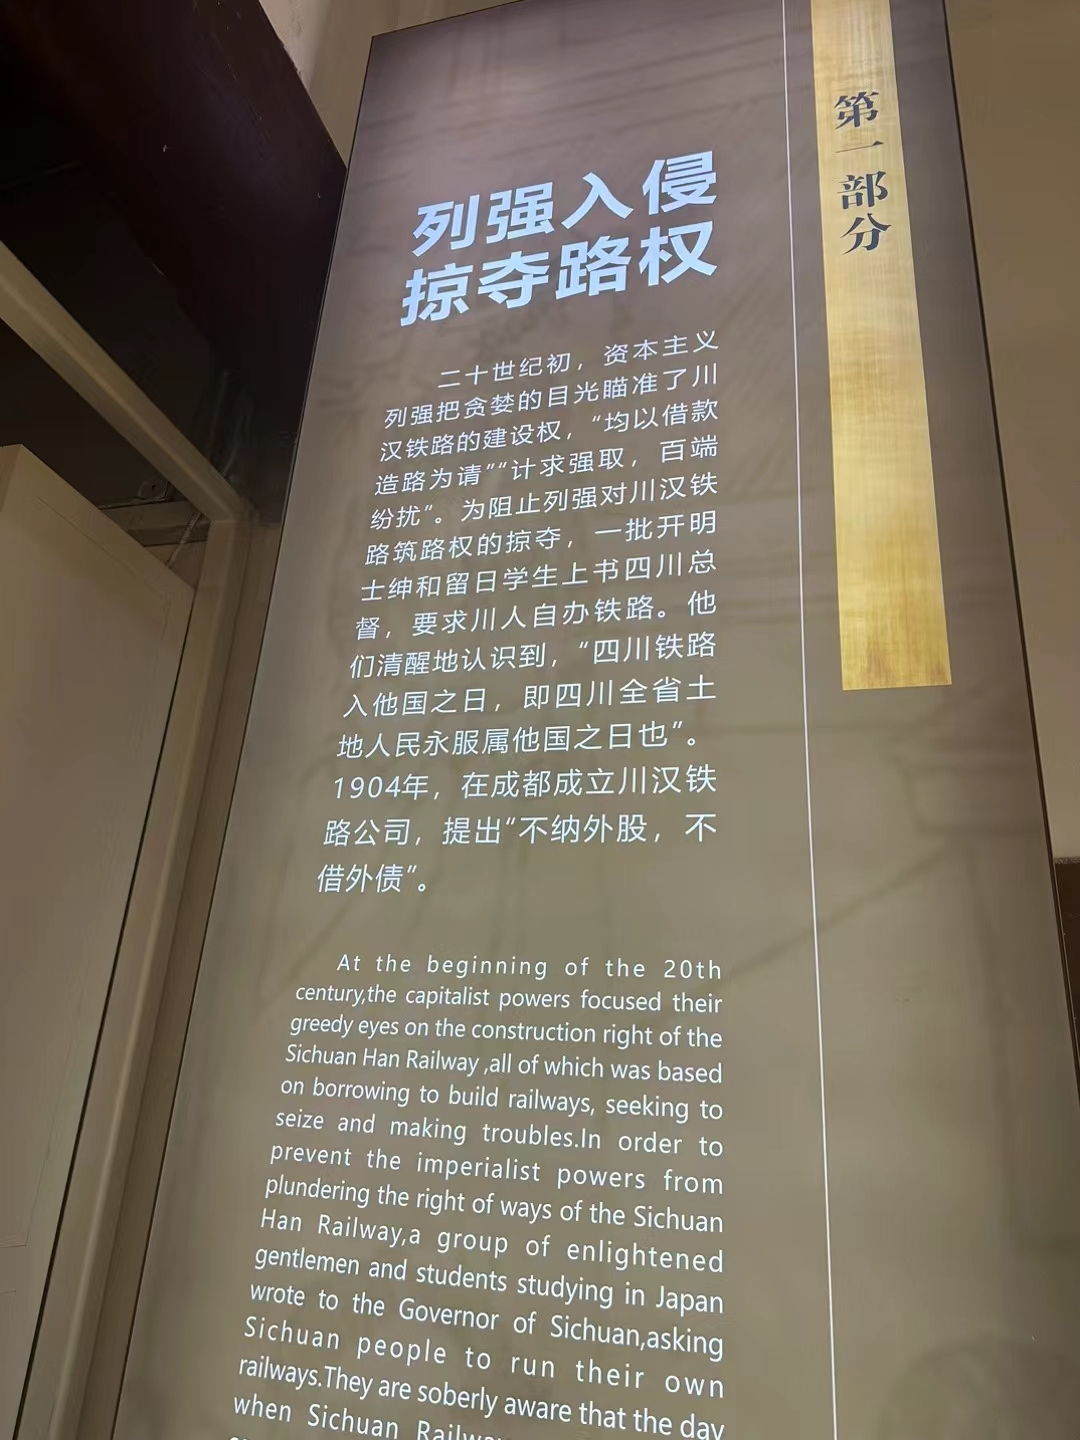 第一部分
列强入侵
掠夺路权
二十世纪初，资本主义
列强把贪婪的目光瞄准了川
汉铁路的建设权，“均以借款
造路为请”“计求强取，百端
纷扰”。为阻止列强对川汉铁
路筑路权的掠夺，一批开明
士绅和留日学生上书四川总
督，要求川人自办铁路。他
们清醒地认识到，“四川铁路
入他国之日，即四川全省土
地人民永服属他国之日也”。
1904年，在成都成立川汉铁
路公司，提出“不纳外股，不
借外债”。
At the beginning of the 20th
century,the capitalist powers focused their
greedy eyes on the construction right of the
Sichuan Han Railway ,all of which was based
on borrowing to build railways, seeking to
seize and making troubles.In order to
prevent the imperialist powers from
plundering the right of ways of the Sichuan
Han Railway,a group of enlightened
gentlemen and students studying in Japan
wrote to the Governor of Sichuan,asking
Sichuan people to run their own
railways.They are soberly aware that the day
when Sichuan